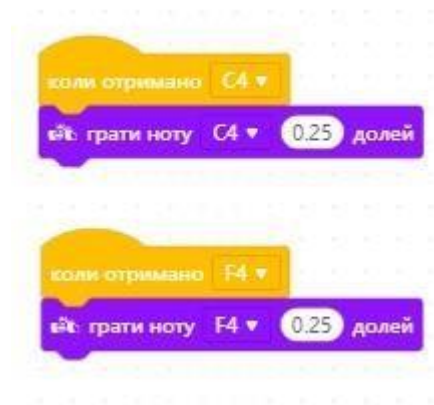 коли отримано C4
грати ноту C4 0.25 долей
коли отримано F4
грати ноту F4 0.25 долей